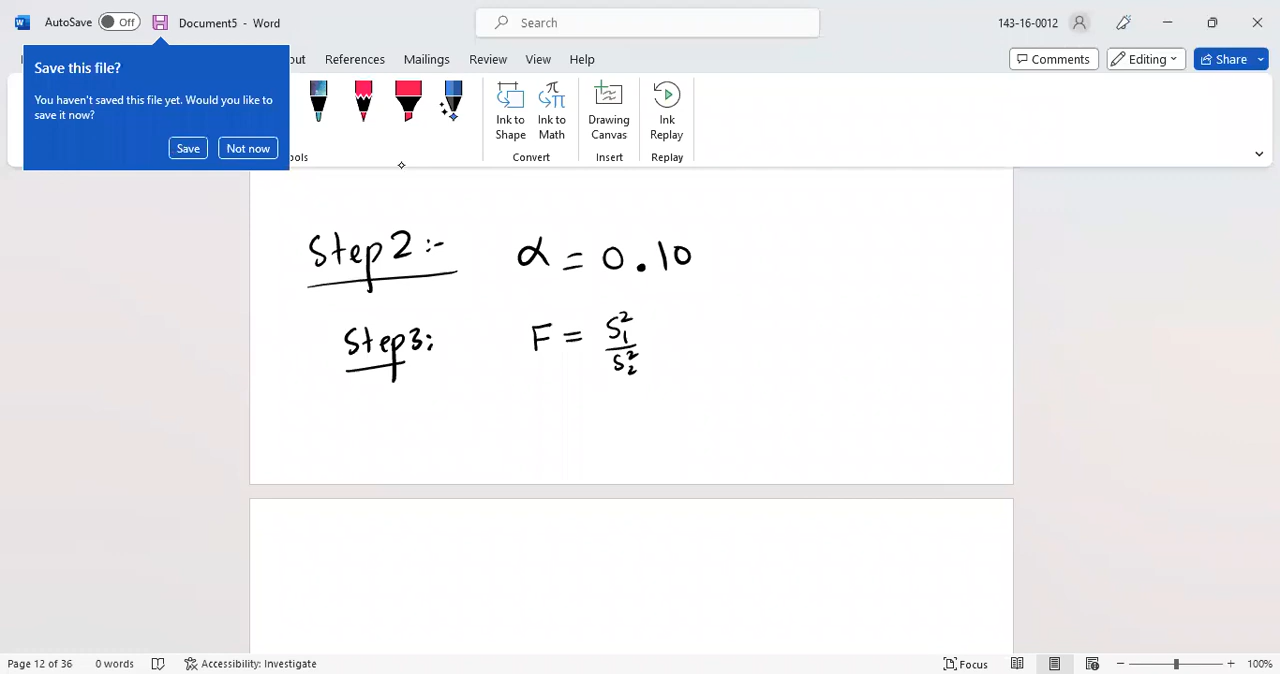 AutoSave Off Document5 - Word Search 143-16-0012
out References Mailings Review View Help Comments Editing Share
Save this file?
You haven't saved this file yet. Would you like to
save it now?
Save Not now
Ink to
Shape
Ink to
Math
Drawing
Canvas
Ink
Replay
ols Convert Insert Replay
Step 2 :- α = 0.10
Step 3: F = S₁²/S₂²
Page 12 of 36 0 words Accessibility: Investigate Focus 100%